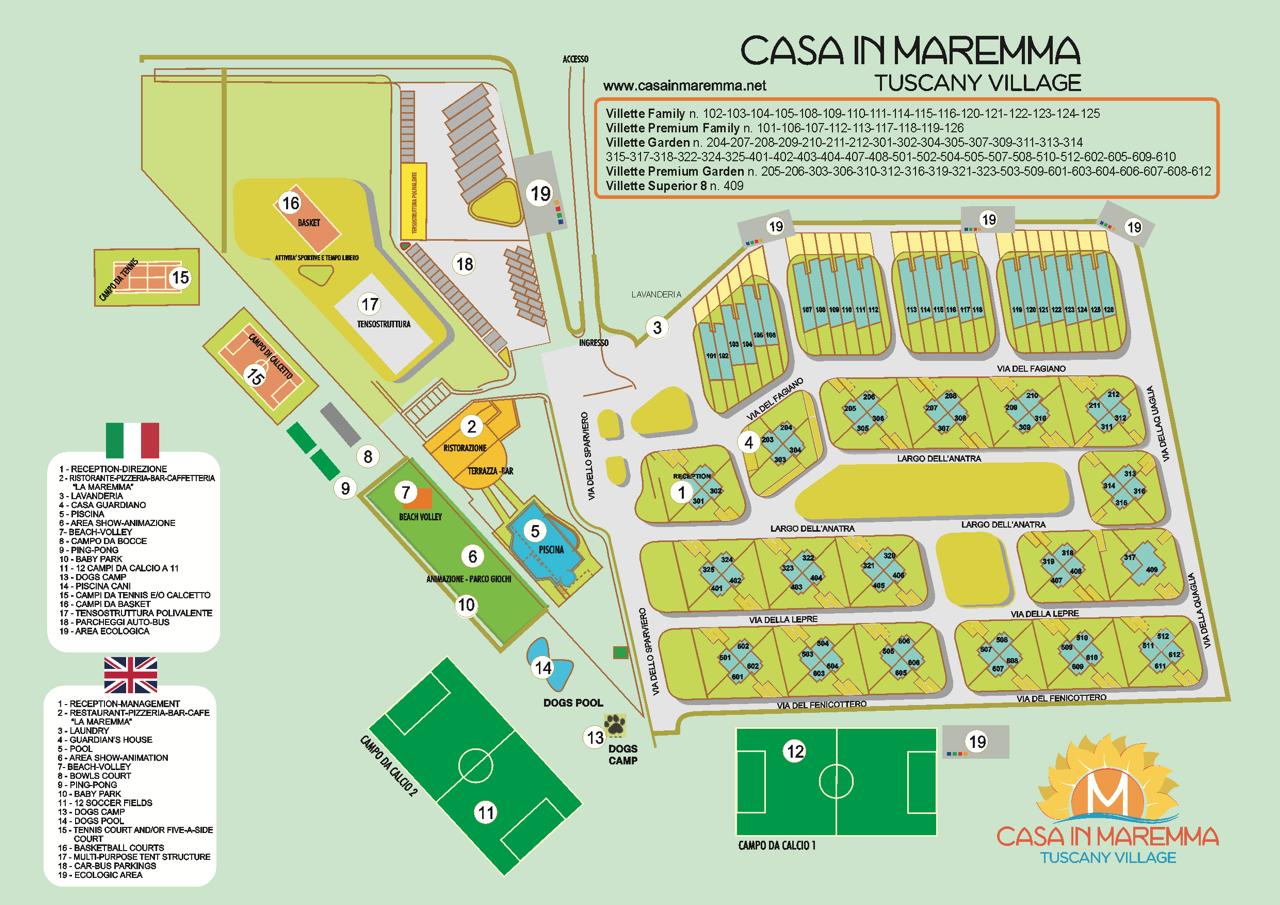 CASA IN MAREMMA
TUSCANY VILLAGE
www.casainmaremma.net
Villette Family n. 102-103-104-105-108-109-110-111-114-115-116-120-121-122-123-124-125
Villette Premium Family n. 101-106-107-112-113-117-118-119-126
Villette Garden n. 204-207-208-209-210-211-212-301-302-304-305-307-309-311-313-314
315-317-318-322-324-325-401-402-403-404-407-408-501-502-504-505-507-508-510-512-602-605-609-610
Villette Premium Garden n. 205-206-303-306-310-312-316-319-321-323-503-509-601-603-604-606-607-608-612
Villette Superior 8 n. 409
ACCESSO
19
TENSOSTRUTTURA POLIVALENTE
16
BASKET
ATTIVITA' SPORTIVE E TEMPO LIBERO
18
17
TENSOSTRUTTURA
CAMPO DA TENNIS
15
CAMPO DI CALCETTO
15
LAVANDERIA
3
INGRESSO
19
19
19
101 102 103 104
107 108 109 110 111 112
113 114 115 116 117 118
119 120 121 122 123 124 125
VIA DEL FAGIANO
VIA DEL FAGIANO
VIA DELLA QUAGLIA
205 206 305 306
207 208 307
209 210 309 310
211 212 311 312
4
203 204 303 304
LARGO DELL'ANATRA
RECEPTION
1
301 302
313 314 315 316
LARGO DELL'ANATRA
LARGO DELL'ANATRA
VIA DELLO SPARVIERO
2
RISTORAZIONE
TERRAZZA -BAR
8
9
7
BEACH VOLLEY
5
PISCINA
6
ANIMAZIONE - PARCO GIOCHI
10
325 324 401 402
323 322 403 404
321 320 405 406
319 318 407 408
317 409
VIA DELLA LEPRE
VIA DELLA LEPRE
VIA DELLA QUAGLIA
VIA DELLO SPARVIERO
501 602 601 602
503 504 603 604
505 606 605 606
507 508 607 608
509 510 609 610
511 512 611 612
VIA DEL FENICOTTERO
VIA DEL FENICOTTERO
14
DOGS POOL
13
DOGS
CAMP
CAMPO DA CALCIO 2
11
12
CAMPO DA CALCIO 1
19
1 - RECEPTION-DIREZIONE
2 - RISTORANTE-PIZZERIA-BAR-CAFFETTERIA
"LA MAREMMA"
3 - LAVANDERIA
4 - CASA GUARDIANO
5 - PISCINA
6 - AREA SHOW-ANIMAZIONE
7- BEACH-VOLLEY
8 - CAMPO DA BOCCE
9 - PING-PONG
10 - BABY PARK
11 - 12 CAMPI DA CALCIO A 11
13 - DOGS CAMP
14 - PISCINA CANI
15 - CAMPI DA TENNIS E/O CALCETTO
16 - CAMPI DA BASKET
17 - TENSOSTRUTTURA POLIVALENTE
18 - PARCHEGGI AUTO-BUS
19 - AREA ECOLOGICA
1 - RECEPTION-MANAGEMENT
2 - RESTAURANT-PIZZERIA-BAR-CAFE
"LA MAREMMA"
3 - LAUNDRY
4 - GUARDIAN'S HOUSE
5 - POOL
6 - AREA SHOW-ANIMATION
7- BEACH-VOLLEY
8 - BOWLS COURT
9 - PING-PONG
10 - BABY PARK
11 - 12 SOCCER FIELDS
13 - DOGS CAMP
14 - DOGS POOL
15 - TENNIS COURT AND/OR FIVE-A-SIDE
COURT
16 - BASKETBALL COURTS
17 - MULTI-PURPOSE TENT STRUCTURE
18 - CAR-BUS PARKINGS
19 - ECOLOGIC AREA
M
CASA IN MAREMMA
TUSCANY VILLAGE